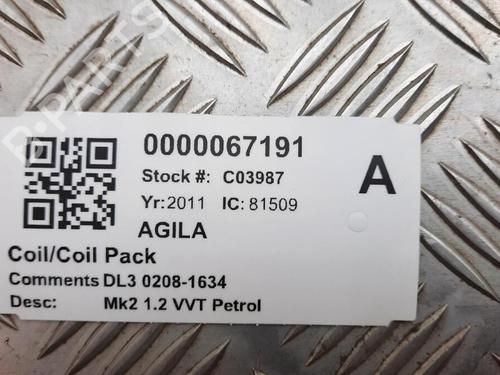 0000067191
Stock #: C03987
A
Yr: 2011 IC: 81509
AGILA
Coil/Coil Pack
Comments DL3 0208-1634
Desc: Mk2 1.2 VVT Petrol
B-PARTS